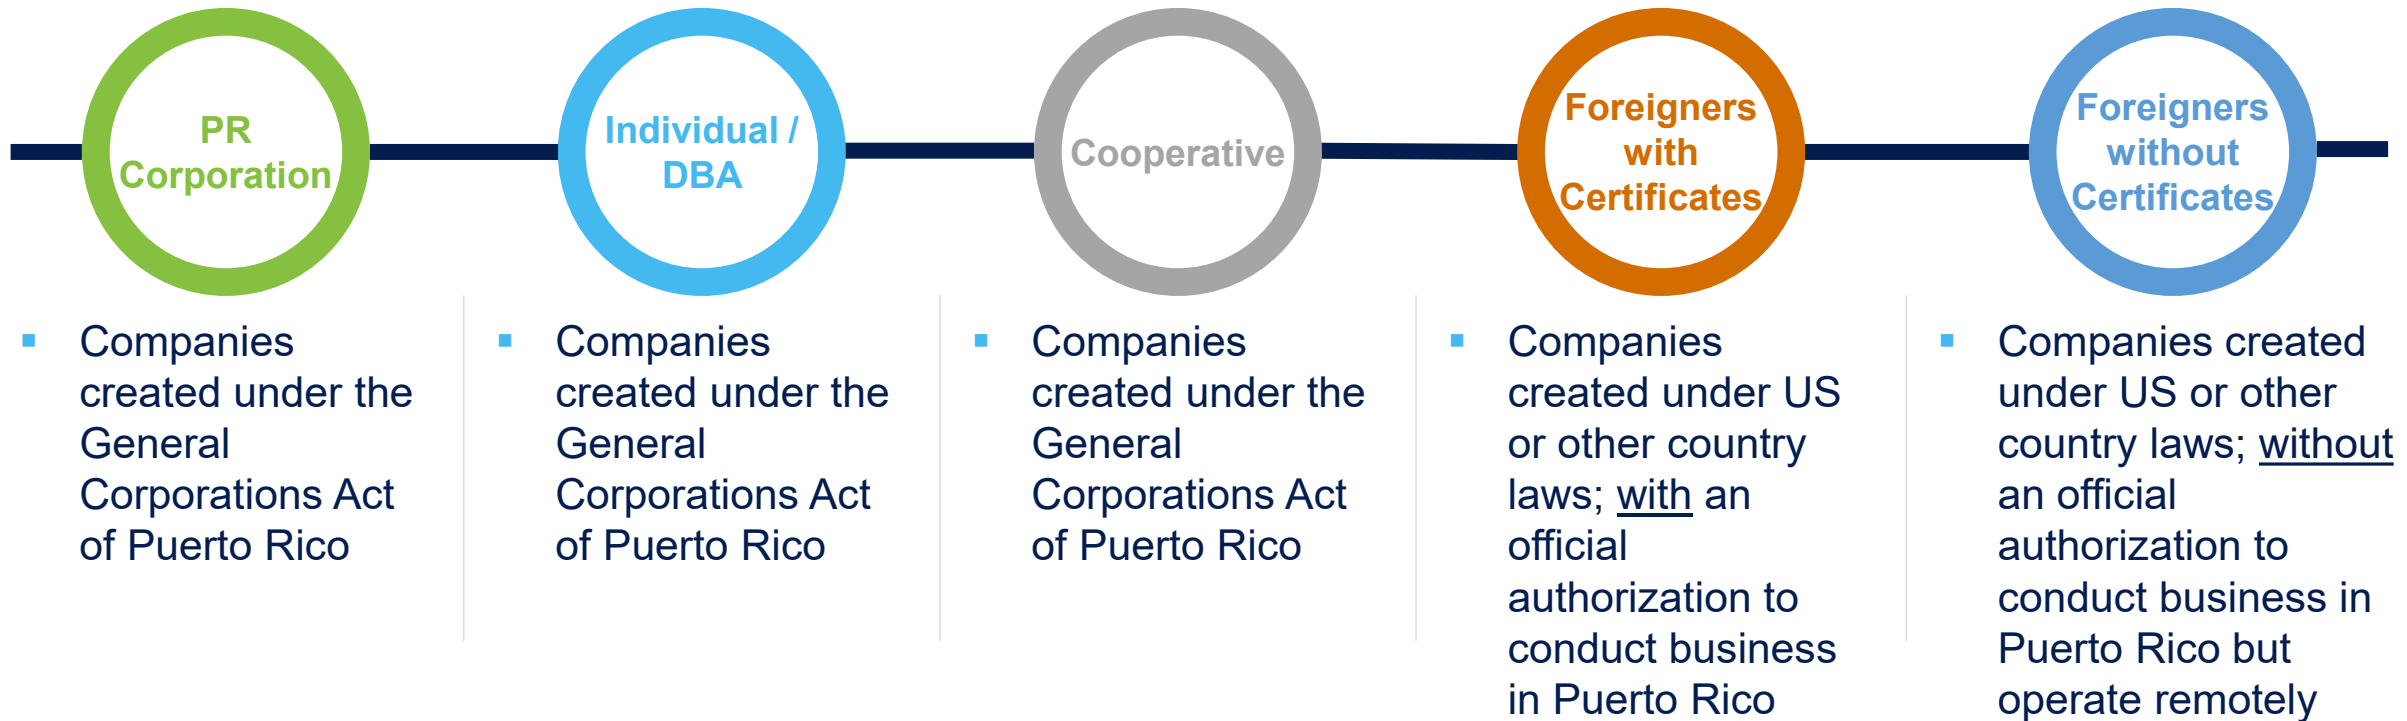 PR
Corporation
Individual /
DBA
Cooperative
Foreigners
with
Certificates
Foreigners
without
Certificates
▪ Companies
created under the
General
Corporations Act
of Puerto Rico
▪ Companies
created under the
General
Corporations Act
of Puerto Rico
▪ Companies
created under the
General
Corporations Act
of Puerto Rico
▪ Companies
created under US
or other country
laws; with an
official
authorization to
conduct business
in Puerto Rico
▪ Companies created
under US or other
country laws; without
an official
authorization to
conduct business in
Puerto Rico but
operate remotely